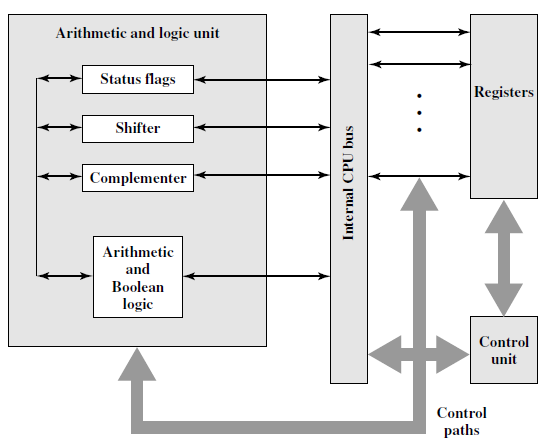 Arithmetic and logic unit
Status flags
Shifter
Complementer
Arithmetic
and
Boolean
logic
Internal CPU bus
Registers
Control
unit
Control
paths